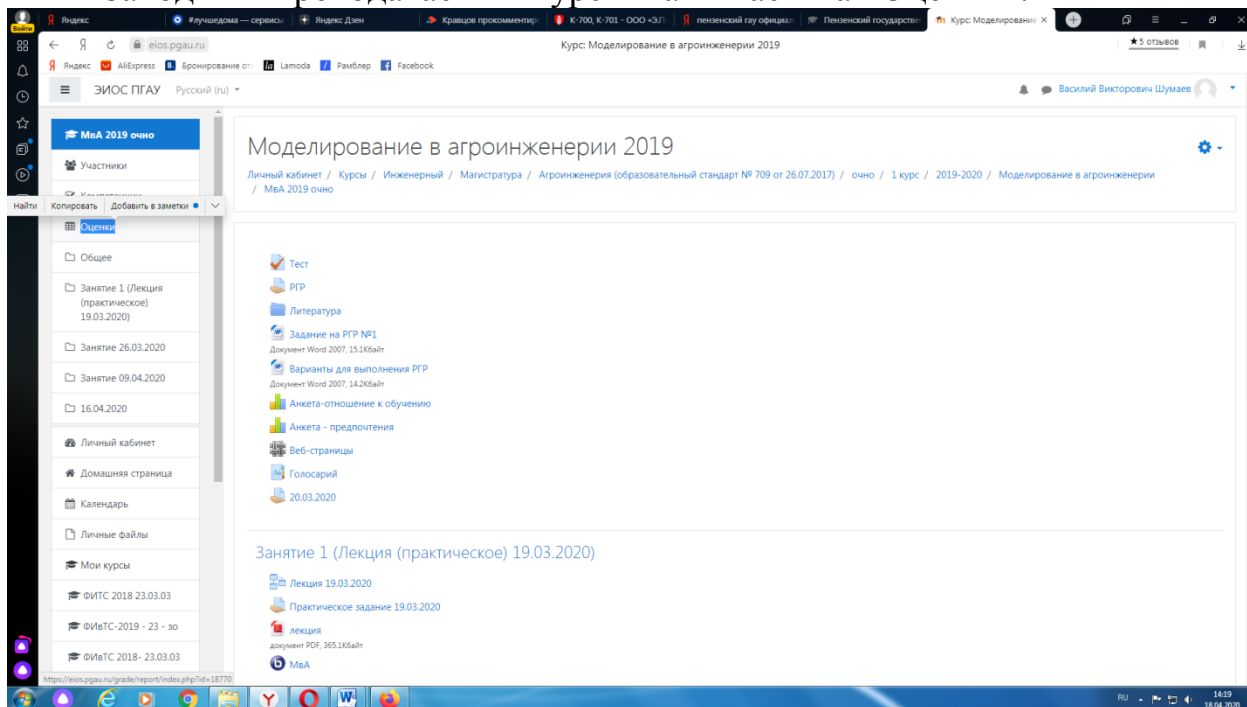 Войти
Яндекс
#лучшедома — сервисы
Яндекс Дзен
Кравцов прокомментиро
К-700, К-701 - ООО «ЭЛ
пензенский гау официал
Пензенский государстве
Курс: Моделирование
eios.pgau.ru
Курс: Моделирование в агроинженерии 2019
★5 отзывов
Яндекс
AliExpress
Бронирование от
Lamoda
Рамблер
Facebook
ЭИОС ПГАУ
Русский (ru)
Василий Викторович Шумаев
МвА 2019 очно
Участники
Найти
Копировать
Добавить в заметки
Оценки
Общее
Занятие 1 (Лекция
(практическое)
19.03.2020)
Занятие 26.03.2020
Занятие 09.04.2020
16.04.2020
Личный кабинет
Домашняя страница
Календарь
Личные файлы
Мои курсы
ФИТС 2018 23.03.03
ФИвТС-2019 - 23 - зо
ФИвТС 2018- 23.03.03
https://eios.pgau.ru/grade/report/index.php?id=18770
Моделирование в агроинженерии 2019
Личный кабинет / Курсы / Инженерный / Магистратура / Агроинженерия (образовательный стандарт № 709 от 26.07.2017) / очно / 1 курс / 2019-2020 / Моделирование в агроинженерии
/ МвА 2019 очно
Тест
РГР
Литература
Задание на РГР №1
Документ Word 2007, 15.1Кбайт
Варианты для выполнения РГР
Документ Word 2007, 14.2Кбайт
Анкета-отношение к обучению
Анкета - предпочтения
Веб-страницы
Голосарий
20.03.2020
Занятие 1 (Лекция (практическое) 19.03.2020)
Лекция 19.03.2020
Практическое задание 19.03.2020
лекция
документ PDF, 365.1Кбайт
МвА
RU
14:19
18.04.2020